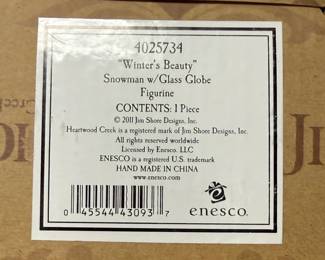 4025734
"Winter's Beauty"
Snowman w/Glass Globe
Figurine
CONTENTS: 1 Piece
© 2011 Jim Shore Designs, Inc.
Heartwood Creek is a registered mark of Jim Shore Designs, Inc.
All rights reserved worldwide
Licensed by Enesco, LLC
ENESCO is a registered U.S. trademark
HAND MADE IN CHINA
www.enesco.com
0 45544 43093 7
enesco.